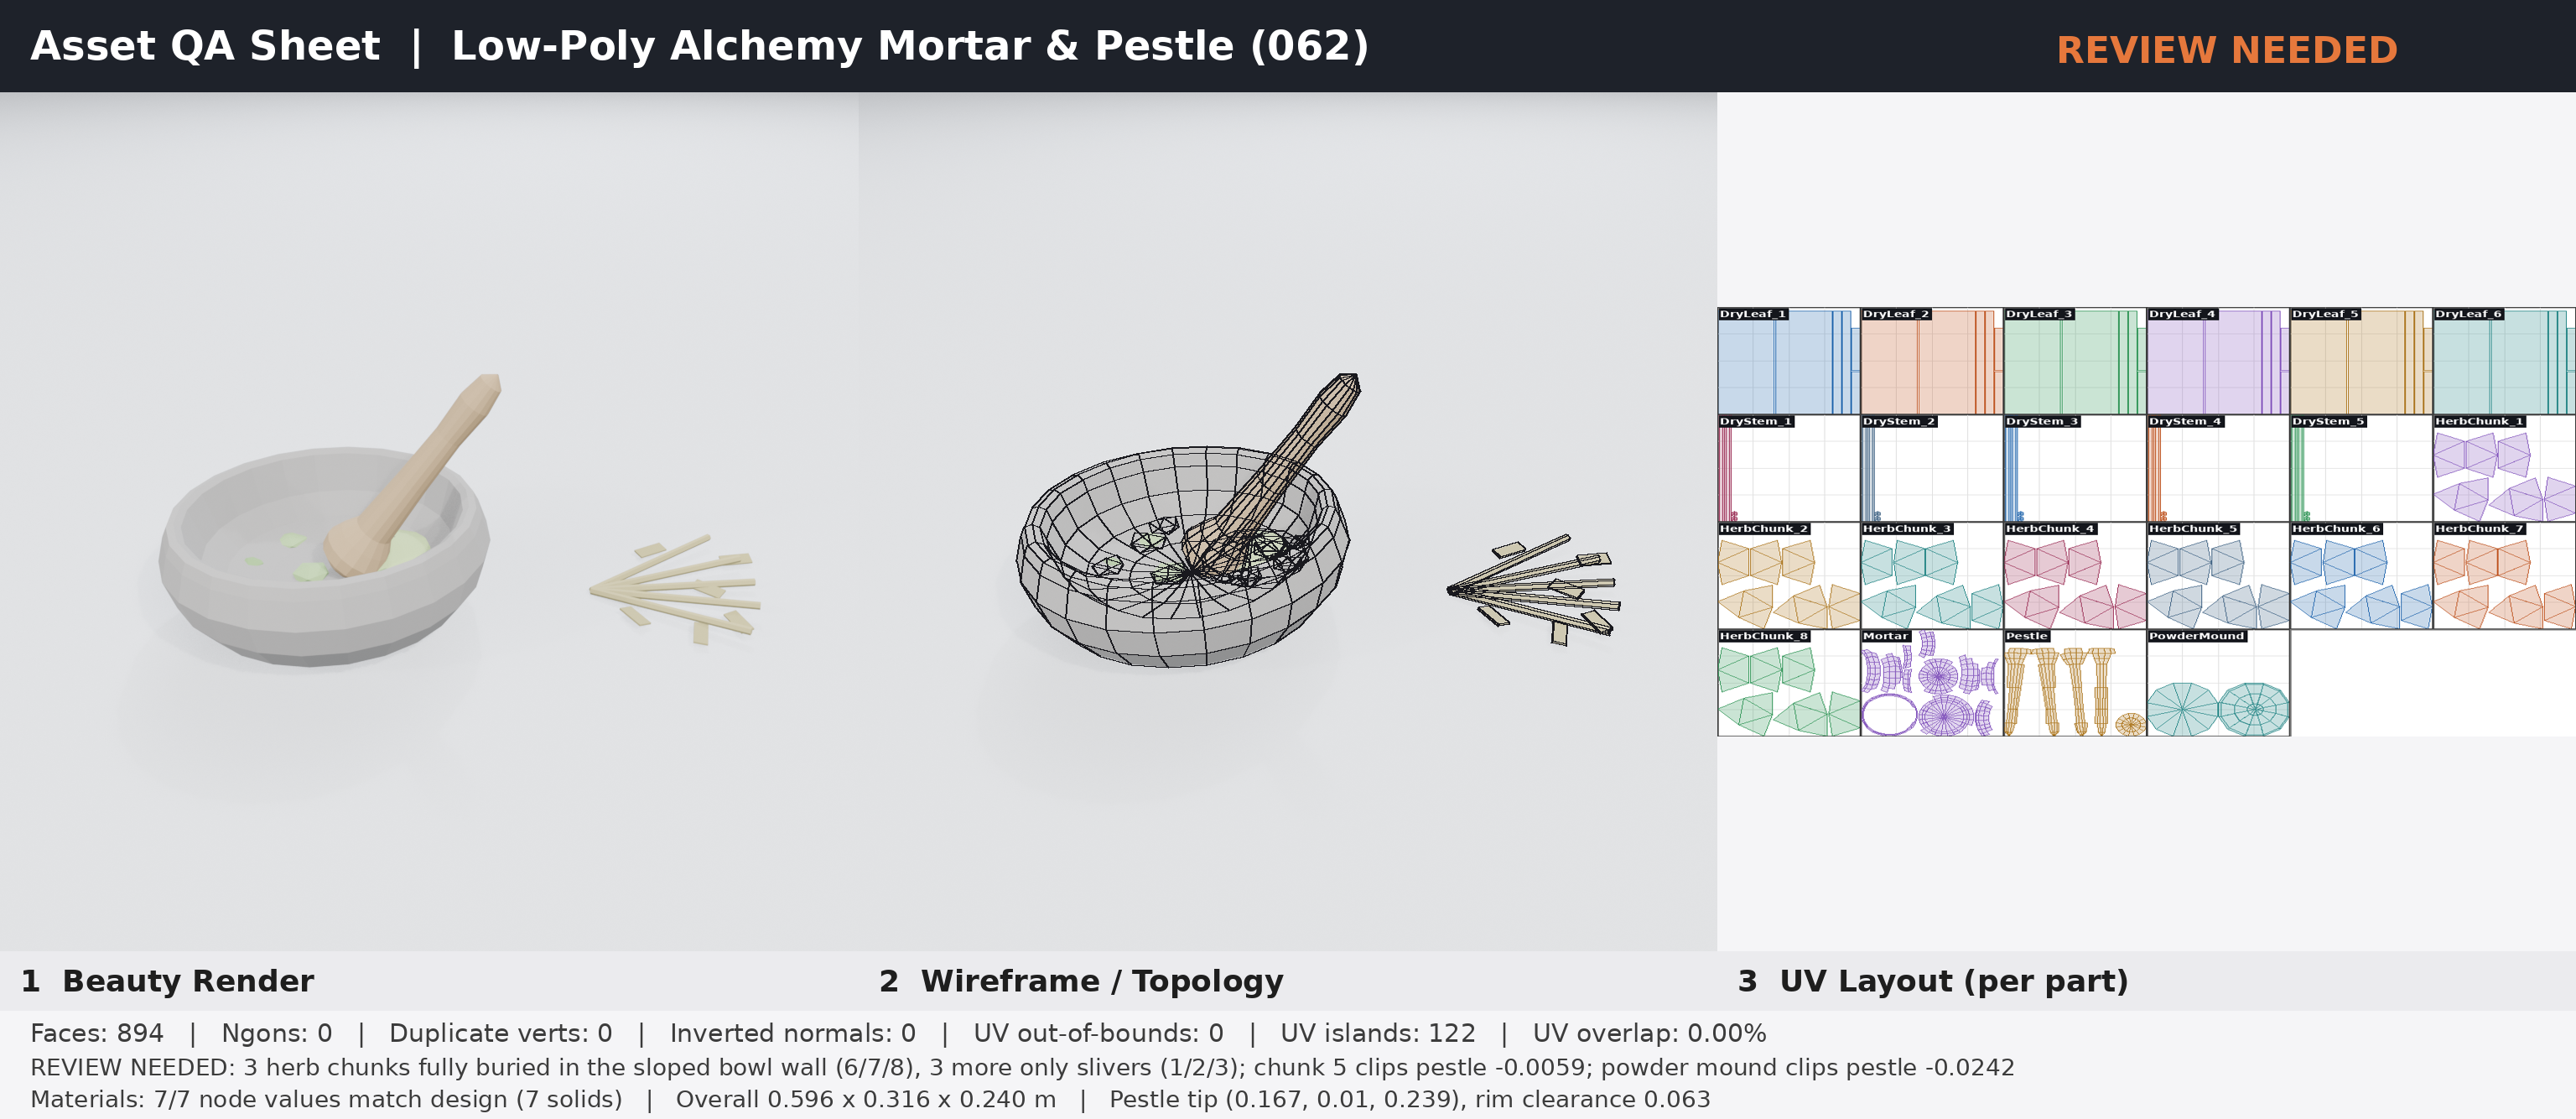 Asset QA Sheet | Low-Poly Alchemy Mortar & Pestle (062)
REVIEW NEEDED
DryLeaf_1
DryLeaf_2
DryLeaf_3
DryLeaf_4
DryLeaf_5
DryLeaf_6
DryStem_1
DryStem_2
DryStem_3
DryStem_4
DryStem_5
HerbChunk_1
HerbChunk_2
HerbChunk_3
HerbChunk_4
HerbChunk_5
HerbChunk_6
HerbChunk_7
HerbChunk_8
Mortar
Pestle
PowderMound
1 Beauty Render
2 Wireframe / Topology
3 UV Layout (per part)
Faces: 894 | Ngons: 0 | Duplicate verts: 0 | Inverted normals: 0 | UV out-of-bounds: 0 | UV islands: 122 | UV overlap: 0.00%
REVIEW NEEDED: 3 herb chunks fully buried in the sloped bowl wall (6/7/8), 3 more only slivers (1/2/3); chunk 5 clips pestle -0.0059; powder mound clips pestle -0.0242
Materials: 7/7 node values match design (7 solids) | Overall 0.596 x 0.316 x 0.240 m | Pestle tip (0.167, 0.01, 0.239), rim clearance 0.063